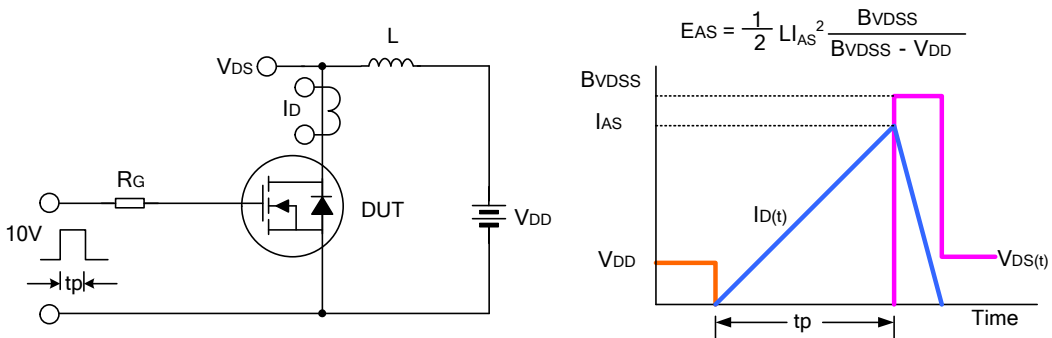 L
VDS
ID
RG
DUT
VDD
10V
tp
EAS = 1/2 LIAS² BVDSS / (BVDSS - VDD)
BVDSS
IAS
ID(t)
VDD
VDS(t)
tp
Time